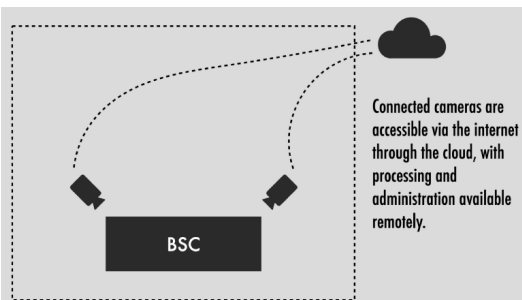 Connected cameras are
accessible via the internet
through the cloud, with
processing and
administration available
remotely.
BSC